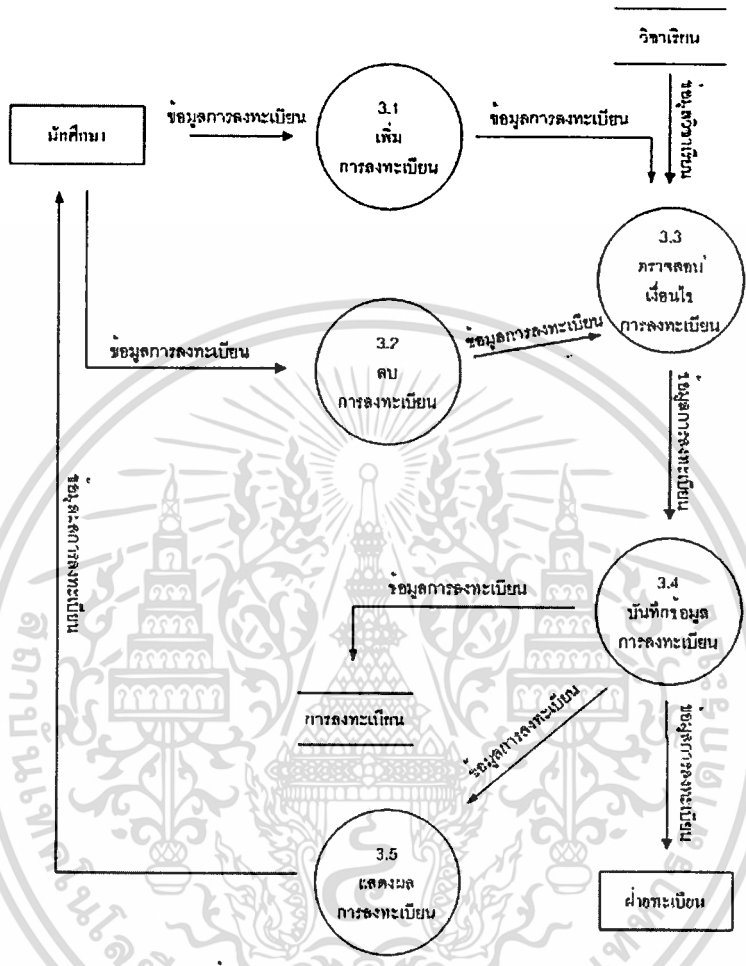 วิชาเรียน
นักศึกษา
ข้อมูลการลงทะเบียน
3.1
เพิ่ม
การลงทะเบียน
ข้อมูลการลงทะเบียน
ข้อมูลวิชาเรียน
3.3
ตรวจสอบ
เงื่อนไข
การลงทะเบียน
ข้อมูลการลงทะเบียน
3.2
ลบ
การลงทะเบียน
ข้อมูลการลงทะเบียน
ข้อมูลการลงทะเบียน
ข้อมูลผลการลงทะเบียน
ข้อมูลการลงทะเบียน
3.4
บันทึกข้อมูล
การลงทะเบียน
การลงทะเบียน
ข้อมูลการลงทะเบียน
ข้อมูลการลงทะเบียน
3.5
แสดงผล
การลงทะเบียน
ฝ่ายทะเบียน